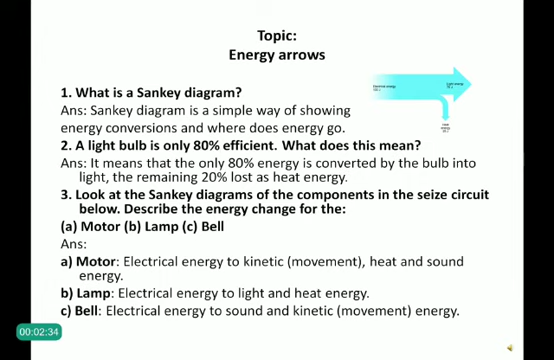 Topic:
Energy arrows
1. What is a Sankey diagram?
Ans: Sankey diagram is a simple way of showing
energy conversions and where does energy go.
2. A light bulb is only 80% efficient. What does this mean?
Ans: It means that the only 80% energy is converted by the bulb into
light, the remaining 20% lost as heat energy.
3. Look at the Sankey diagrams of the components in the seize circuit
below. Describe the energy change for the:
(a) Motor (b) Lamp (c) Bell
Ans:
a) Motor: Electrical energy to kinetic (movement), heat and sound
energy.
b) Lamp: Electrical energy to light and heat energy.
c) Bell: Electrical energy to sound and kinetic (movement) energy.
00:02:34